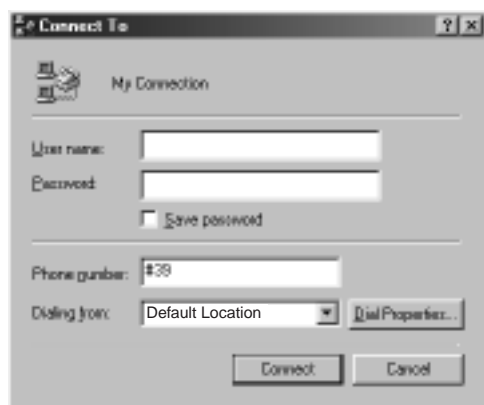 Connect To
My Connection
User name:
Password:
Save password
Phone number:
#39
Dialing from:
Default Location
Dial Properties...
Connect
Cancel